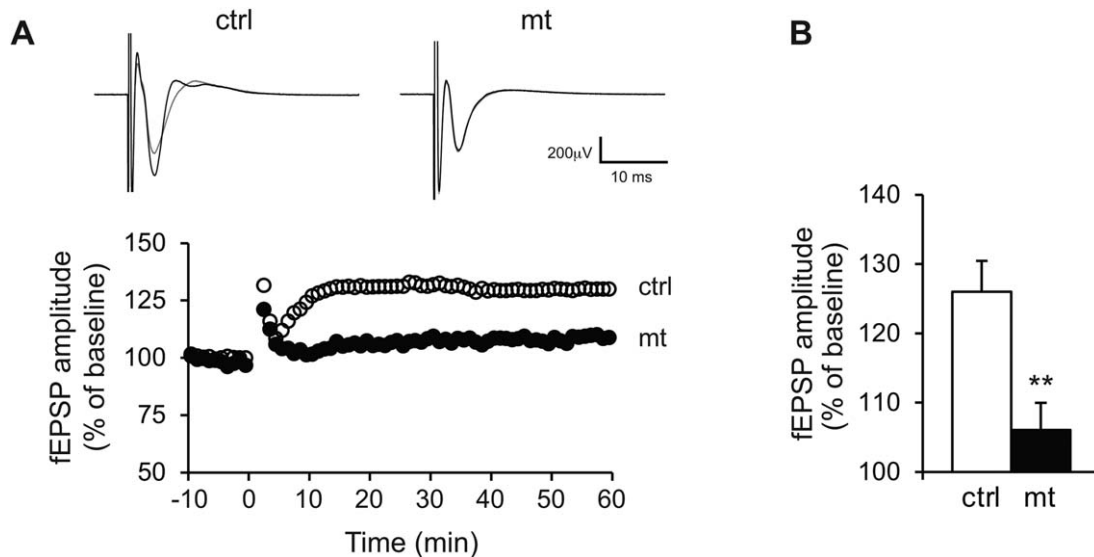 A
ctrl
mt
200μV
10 ms
fEPSP amplitude
(% of baseline)
150
125
100
75
50
ctrl
mt
-10 0 10 20 30 40 50 60
Time (min)
B
fEPSP amplitude
(% of baseline)
140
130
120
110
100
**
ctrl mt